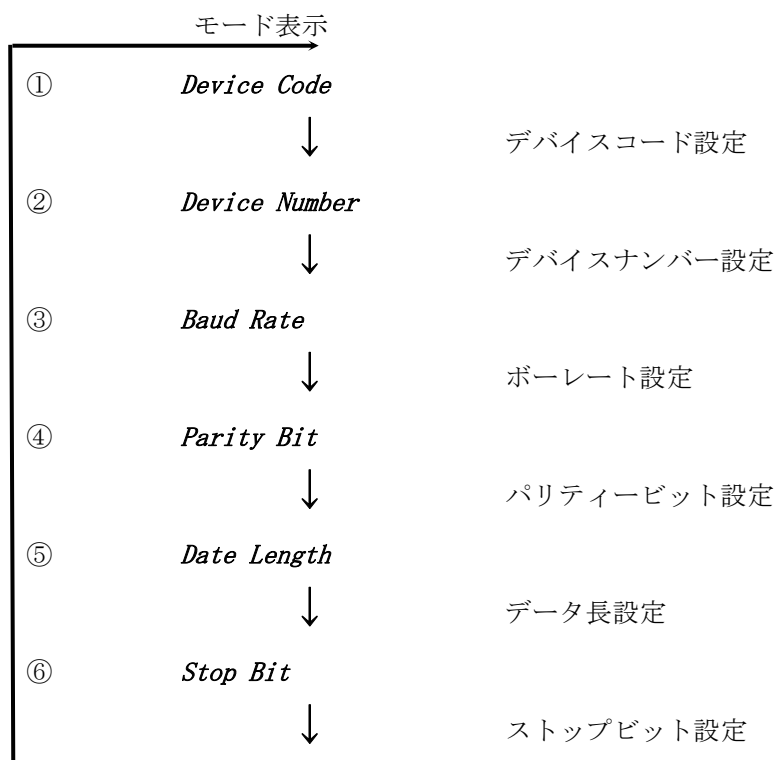 モード表示
① Device Code
デバイスコード設定
② Device Number
デバイスナンバー設定
③ Baud Rate
ボーレート設定
④ Parity Bit
パリティービット設定
⑤ Date Length
データ長設定
⑥ Stop Bit
ストップビット設定